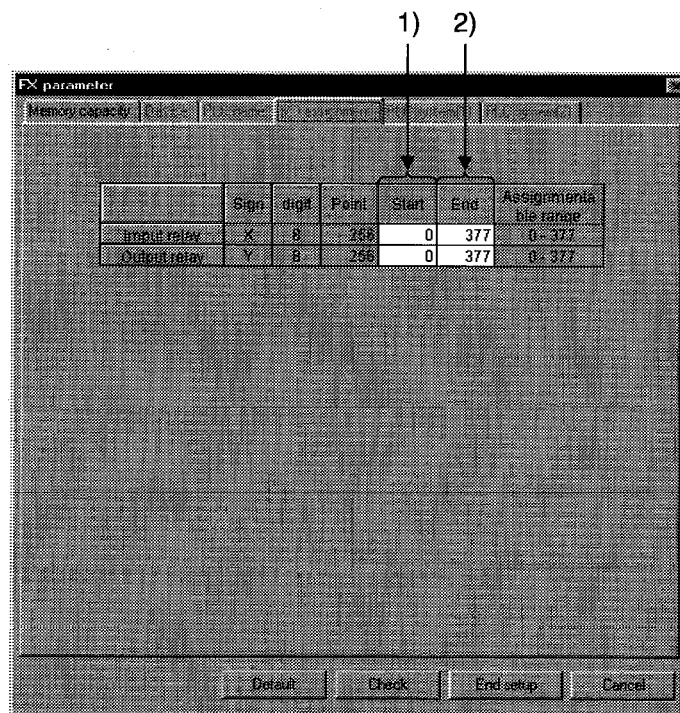 1) 2)
FX parameter
Memory capacity
Sign digit Point Start End Assignmenta
ble range
Imput relay X 8 256 0 377 0 - 377
Output relay Y 8 256 0 377 0 - 377
Default Check End setup Cancel